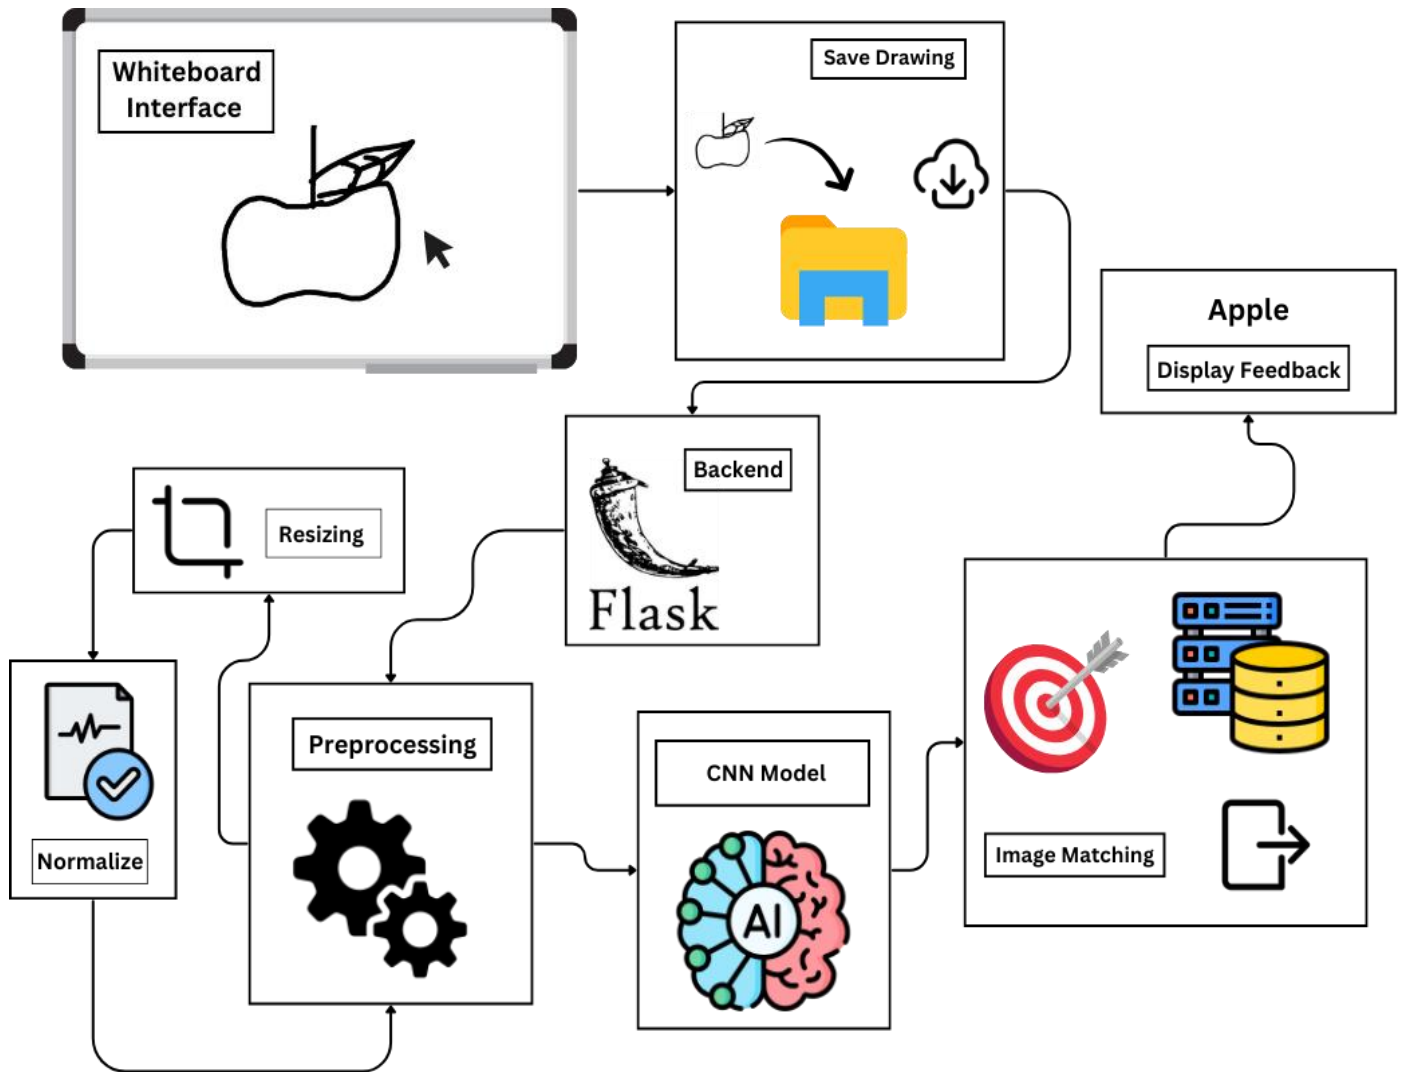 Whiteboard
Interface
Save Drawing
Apple
Display Feedback
Backend
Flask
Resizing
Normalize
Preprocessing
CNN Model
AI
Image Matching